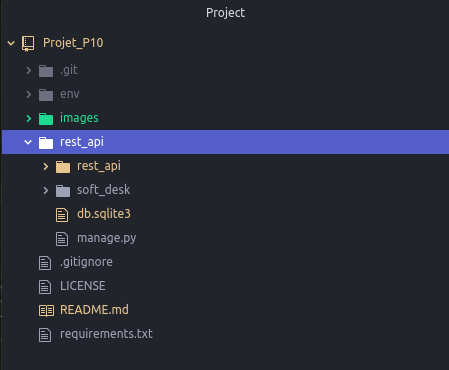 Project
Projet_P10
.git
env
images
rest_api
rest_api
soft_desk
db.sqlite3
manage.py
.gitignore
LICENSE
README.md
requirements.txt